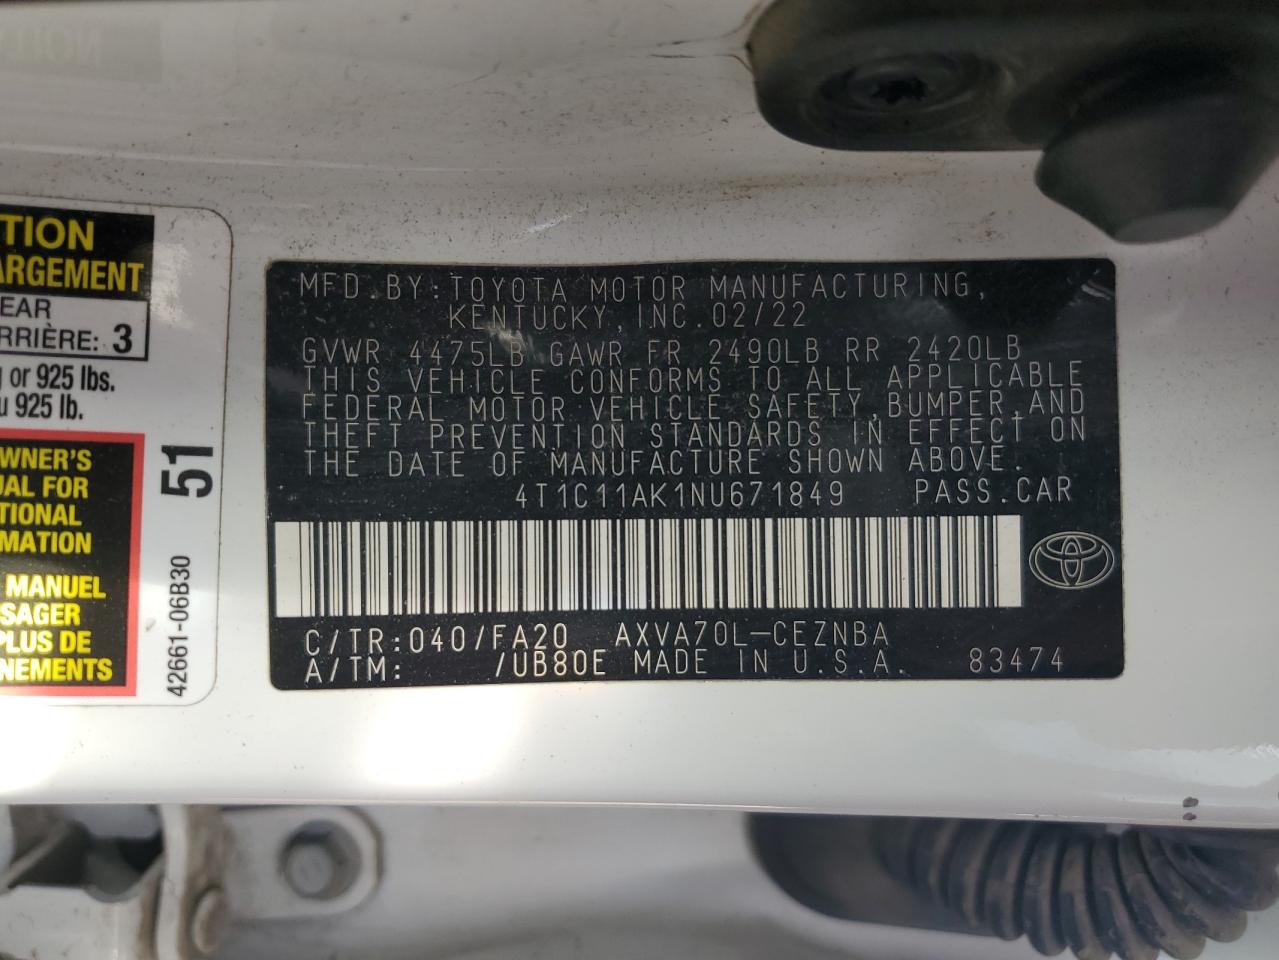 TION
ARGEMENT
EAR
RRIÈRE: 3
g or 925 lbs.
u 925 lb.
WNER'S
UAL FOR
TIONAL
MATION
MANUEL
SAGER
PLUS DE
NEMENTS
51
42661-06B30
MFD.BY:TOYOTA MOTOR MANUFACTURING,
KENTUCKY,INC.02/22
GVWR 4475LB GAWR FR 2490LB RR 2420LB
THIS VEHICLE CONFORMS TO ALL APPLICABLE
FEDERAL MOTOR VEHICLE SAFETY,BUMPER,AND
THEFT PREVENTION STANDARDS IN EFFECT ON
THE DATE OF MANUFACTURE SHOWN ABOVE.
4T1C11AK1NU671849 PASS.CAR
C/TR:040/FA20 AXVA70L-CEZNBA
A/TM: /UB80E MADE IN U.S.A. 83474